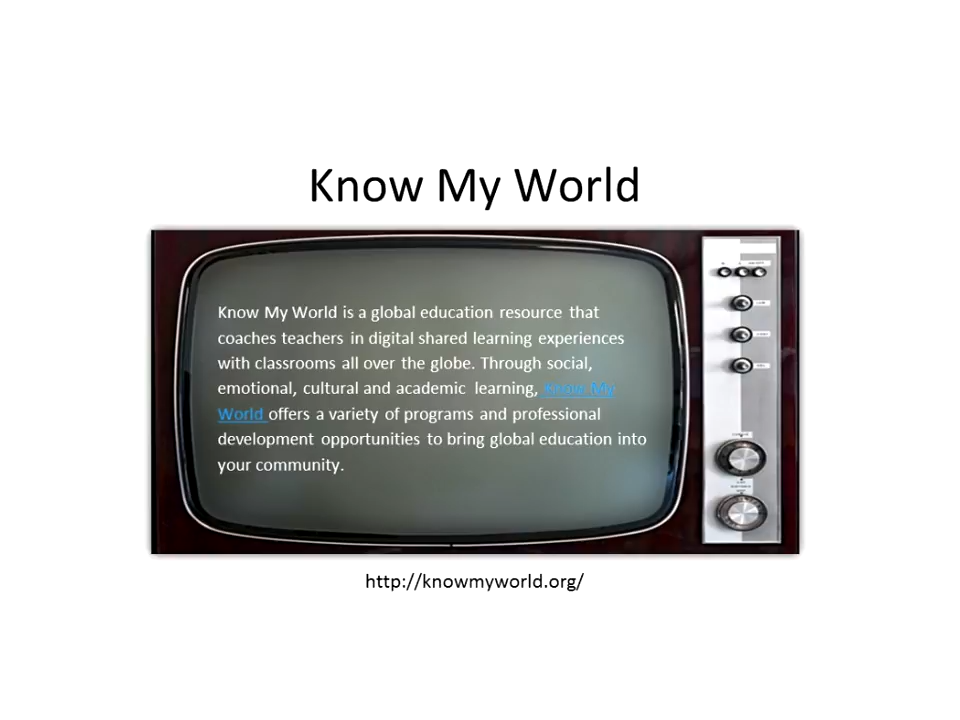 Know My World
Know My World is a global education resource that
coaches teachers in digital shared learning experiences
with classrooms all over the globe. Through social,
emotional, cultural and academic learning, Know My
World offers a variety of programs and professional
development opportunities to bring global education into
your community.
http://knowmyworld.org/